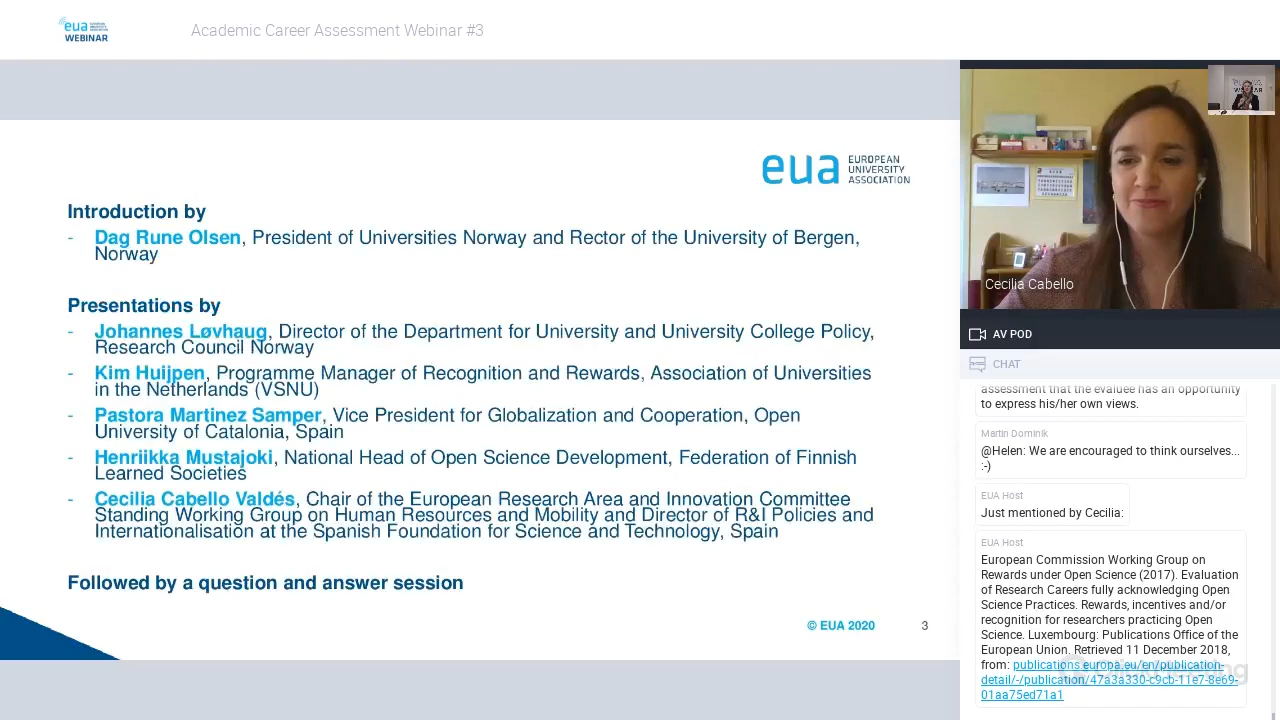 eua EUROPEAN UNIVERSITY ASSOCIATION
WEBINAR
Academic Career Assessment Webinar #3
eua EUROPEAN
UNIVERSITY
ASSOCIATION
Introduction by
- Dag Rune Olsen, President of Universities Norway and Rector of the University of Bergen,
Norway
Presentations by
- Johannes Løvhaug, Director of the Department for University and University College Policy,
Research Council Norway
- Kim Huijpen, Programme Manager of Recognition and Rewards, Association of Universities
in the Netherlands (VSNU)
- Pastora Martinez Samper, Vice President for Globalization and Cooperation, Open
University of Catalonia, Spain
- Henriikka Mustajoki, National Head of Open Science Development, Federation of Finnish
Learned Societies
- Cecilia Cabello Valdés, Chair of the European Research Area and Innovation Committee
Standing Working Group on Human Resources and Mobility and Director of R&I Policies and
Internationalisation at the Spanish Foundation for Science and Technology, Spain
Followed by a question and answer session
© EUA 2020
3
Cecilia Cabello
AV POD
CHAT
assessment that the evaluee has an opportunity
to express his/her own views.
Martin Dominik
@Helen: We are encouraged to think ourselves...
:-)
EUA Host
Just mentioned by Cecilia:
EUA Host
European Commission Working Group on
Rewards under Open Science (2017). Evaluation
of Research Careers fully acknowledging Open
Science Practices. Rewards, incentives and/or
recognition for researchers practicing Open
Science. Luxembourg: Publications Office of the
European Union. Retrieved 11 December 2018,
from: publications.europa.eu/en/publication-
detail/-/publication/47a3a330-c9cb-11e7-8e69-
01aa75ed71a1